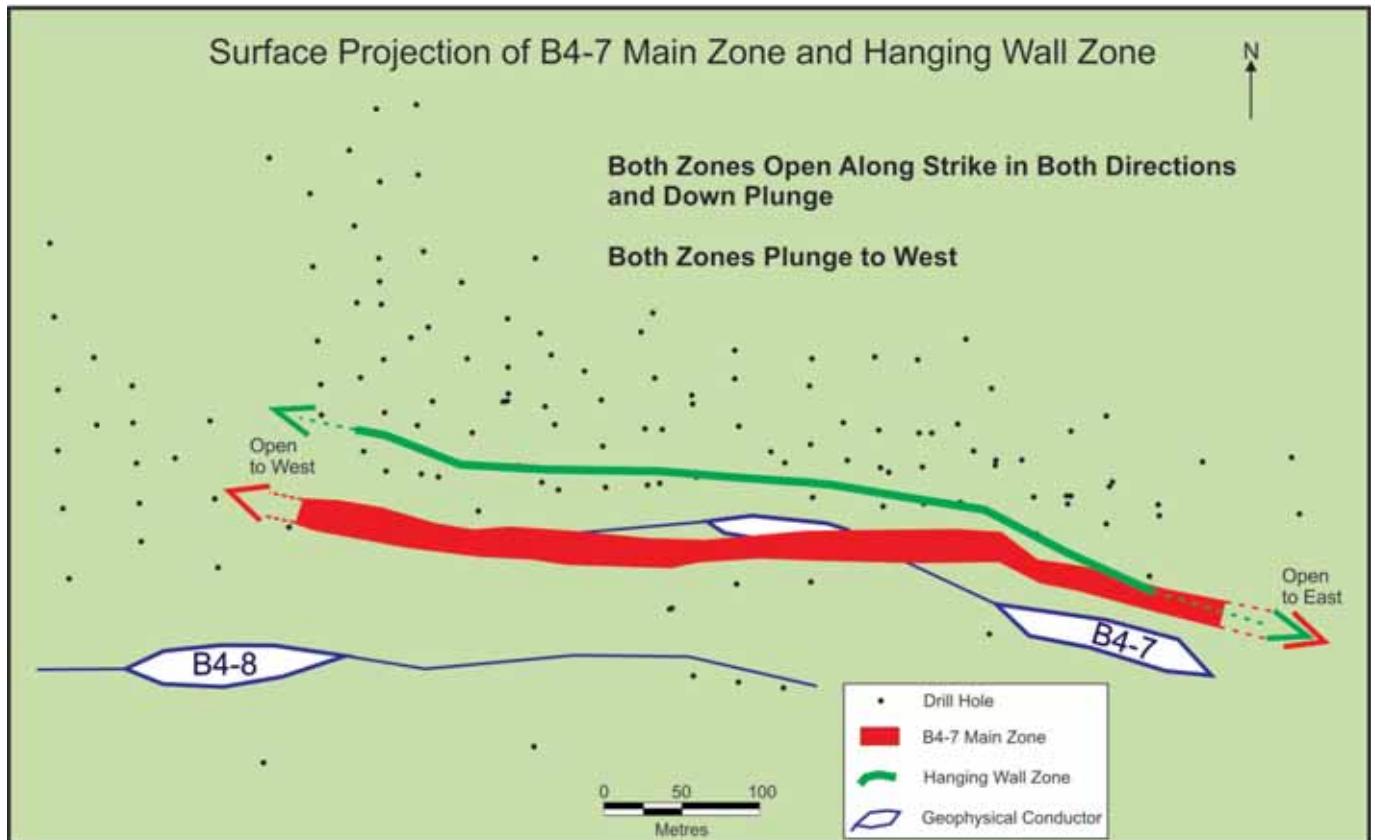 Surface Projection of B4-7 Main Zone and Hanging Wall Zone
N
Both Zones Open Along Strike in Both Directions
and Down Plunge
Both Zones Plunge to West
Open
to West
Open
to East
B4-7
B4-8
Drill Hole
B4-7 Main Zone
Hanging Wall Zone
Geophysical Conductor
0 50 100
Metres